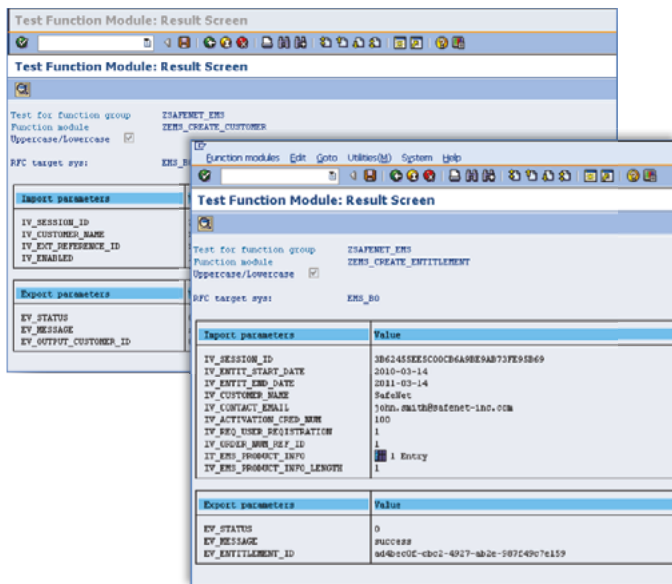 Test Function Module: Result Screen
Test Function Module: Result Screen
Test for function group ZSAFENET_EMS
Function module ZEMS_CREATE_CUSTOMER
Uppercase/Lowercase
RFC target sys:
Import parameters
IV_SESSION_ID
IV_CUSTOMER_NAME
IV_EXT_REFERENCE_ID
IV_ENABLED
Export parameters
EV_STATUS
EV_MESSAGE
EV_OUTPUT_CUSTOMER_ID
Function modules Edit Goto Utilities(M) System Help
Test Function Module: Result Screen
Test for function group ZSAFENET_EMS
Function module ZEMS_CREATE_ENTITLEMENT
Uppercase/Lowercase
RFC target sys: EMS_BO
Import parameters Value
IV_SESSION_ID
IV_ENTIT_START_DATE 2010-03-14
IV_ENTIT_END_DATE 2011-03-14
IV_CUSTOMER_NAME SafeNet
IV_CONTACT_EMAIL john.smith@safenet-inc.com
IV_ACTIVATION_CRED_NUM 100
IV_REQ_USER_REGISTRATION 1
IV_ORDER_NUM_REF_ID 1
IT_EMS_PRODUCT_INFO 1 Entry
IV_EMS_PRODUCT_INFO_LENGTH 1
Export parameters Value
EV_STATUS 0
EV_MESSAGE success
EV_ENTITLEMENT_ID ad4bec0f-cbc2-4927-ab2e-987f49c7e159